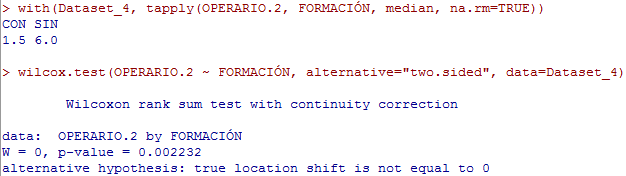 > with(Dataset_4, tapply(OPERARIO.2, FORMACIÓN, median, na.rm=TRUE))
CON SIN
1.5 6.0
> wilcox.test(OPERARIO.2 ~ FORMACIÓN, alternative="two.sided", data=Dataset_4)
Wilcoxon rank sum test with continuity correction
data:  OPERARIO.2 by FORMACIÓN
W = 0, p-value = 0.002232
alternative hypothesis: true location shift is not equal to 0